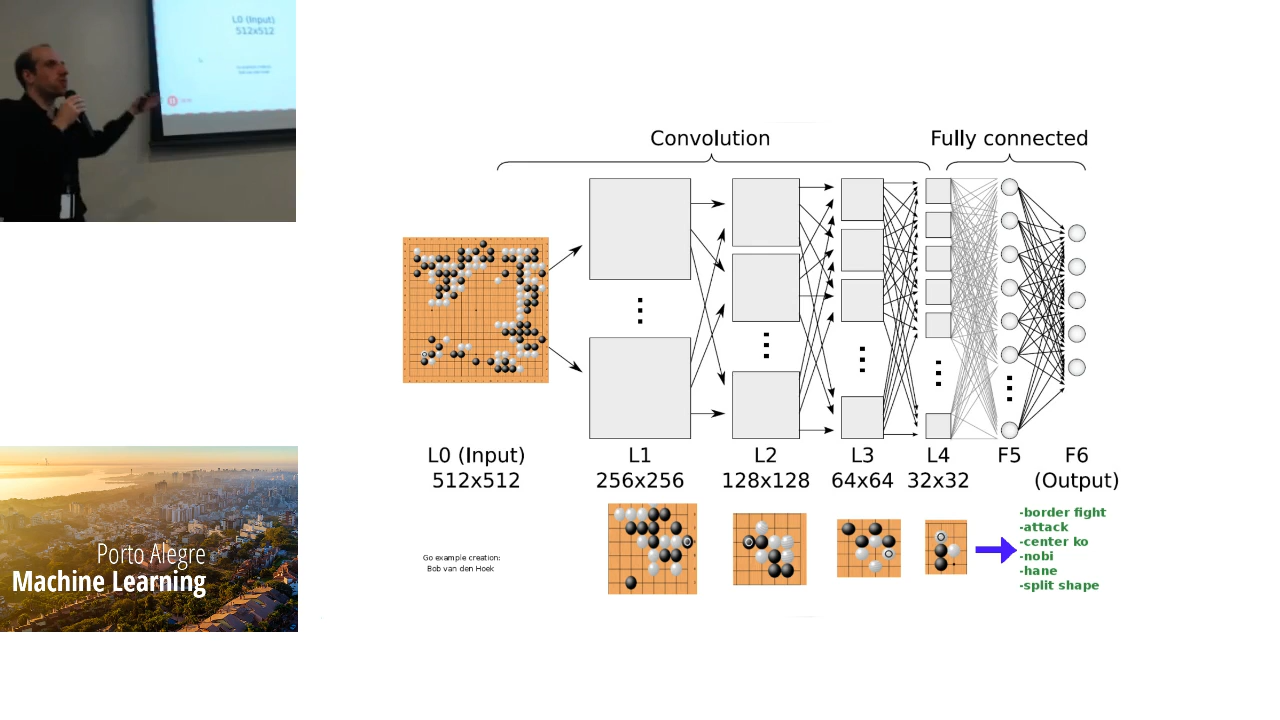 L0 (Input)
512x512
Convolution
Fully connected
L0 (Input)
512x512
L1
256x256
L2
128x128
L3
64x64
L4
32x32
F5
F6
(Output)
-border fight
-attack
-center ko
-nobi
-hane
-split shape
Go example creation:
Bob van den Hoek
Porto Alegre
Machine Learning